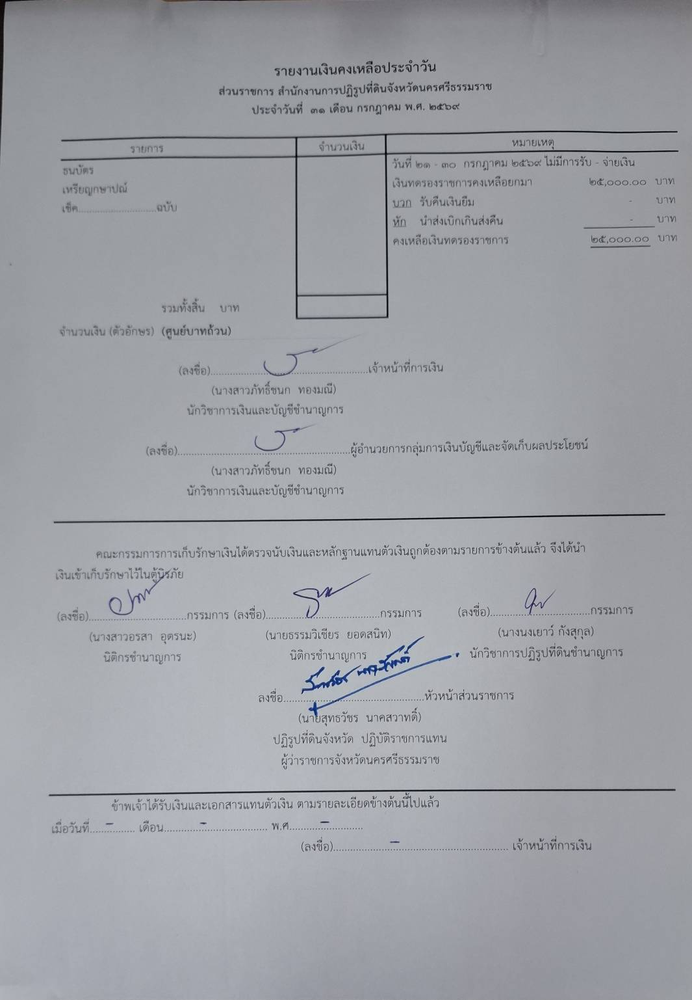 รายงานเงินคงเหลือประจำวัน
ส่วนราชการ สำนักงานการปฏิรูปที่ดินจังหวัดนครศรีธรรมราช
ประจำวันที่ ๓๑ เดือน กรกฎาคม พ.ศ. ๒๕๖๙
รายการ จำนวนเงิน หมายเหตุ
ธนบัตร วันที่ ๒๑ - ๓๐ กรกฎาคม ๒๕๖๙ ไม่มีการรับ - จ่ายเงิน
เหรียญกษาปณ์ เงินทดรองราชการคงเหลือยกมา ๒๕,๐๐๐.๐๐ บาท
เช็ค............................ฉบับ บวก รับคืนเงินยืม - บาท
หัก นำส่งเบิกเกินส่งคืน - บาท
คงเหลือเงินทดรองราชการ ๒๕,๐๐๐.๐๐ บาท
รวมทั้งสิ้น บาท
จำนวนเงิน (ตัวอักษร) (ศูนย์บาทถ้วน)
(ลงชื่อ)........................................................เจ้าหน้าที่การเงิน
(นางสาวภัทธิ์ชนก ทองมณี)
นักวิชาการเงินและบัญชีชำนาญการ
(ลงชื่อ)............................................................ผู้อำนวยการกลุ่มการเงินบัญชีและจัดเก็บผลประโยชน์
(นางสาวภัทธิ์ชนก ทองมณี)
นักวิชาการเงินและบัญชีชำนาญการ
คณะกรรมการการเก็บรักษาเงินได้ตรวจนับเงินและหลักฐานแทนตัวเงินถูกต้องตามรายการข้างต้นแล้ว จึงได้นำ
เงินเข้าเก็บรักษาไว้ในตู้นิรภัย
(ลงชื่อ)...................................กรรมการ (ลงชื่อ)........................................กรรมการ (ลงชื่อ)...................................กรรมการ
(นางสาวอรสา อุดรนะ) (นายธรรมวิเชียร ยอดสนิท) (นางนงเยาว์ กังสุกุล)
นิติกรชำนาญการ นิติกรชำนาญการ นักวิชาการปฏิรูปที่ดินชำนาญการ
ลงชื่อ..................................................หัวหน้าส่วนราชการ
(นายสุทธวัชร นาคสวาทดิ์)
ปฏิรูปที่ดินจังหวัด ปฏิบัติราชการแทน
ผู้ว่าราชการจังหวัดนครศรีธรรมราช
ข้าพเจ้าได้รับเงินและเอกสารแทนตัวเงิน ตามรายละเอียดข้างต้นนี้ไปแล้ว
เมื่อวันที่.......-......... เดือน..............-...................... พ.ศ...........-.............
(ลงชื่อ)....................-........................................ เจ้าหน้าที่การเงิน